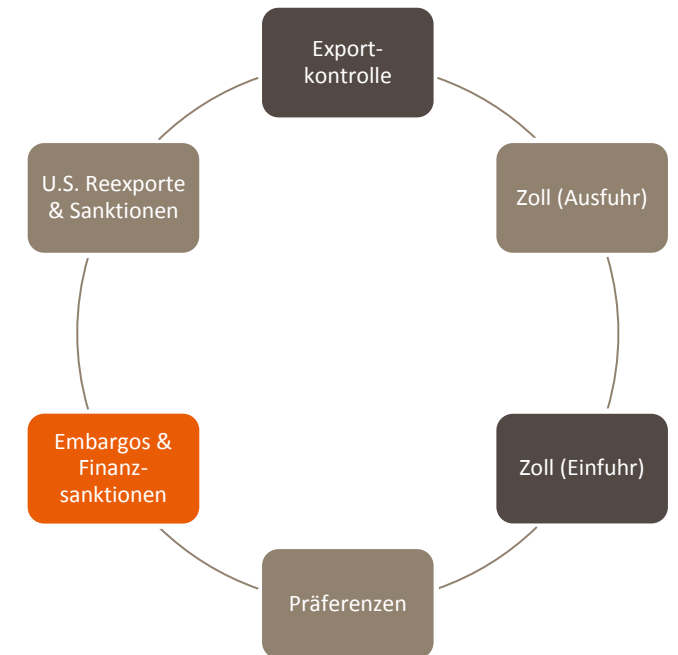 Export-
kontrolle
U.S. Reexporte
& Sanktionen
Zoll (Ausfuhr)
Embargos &
Finanz-
sanktionen
Zoll (Einfuhr)
Präferenzen